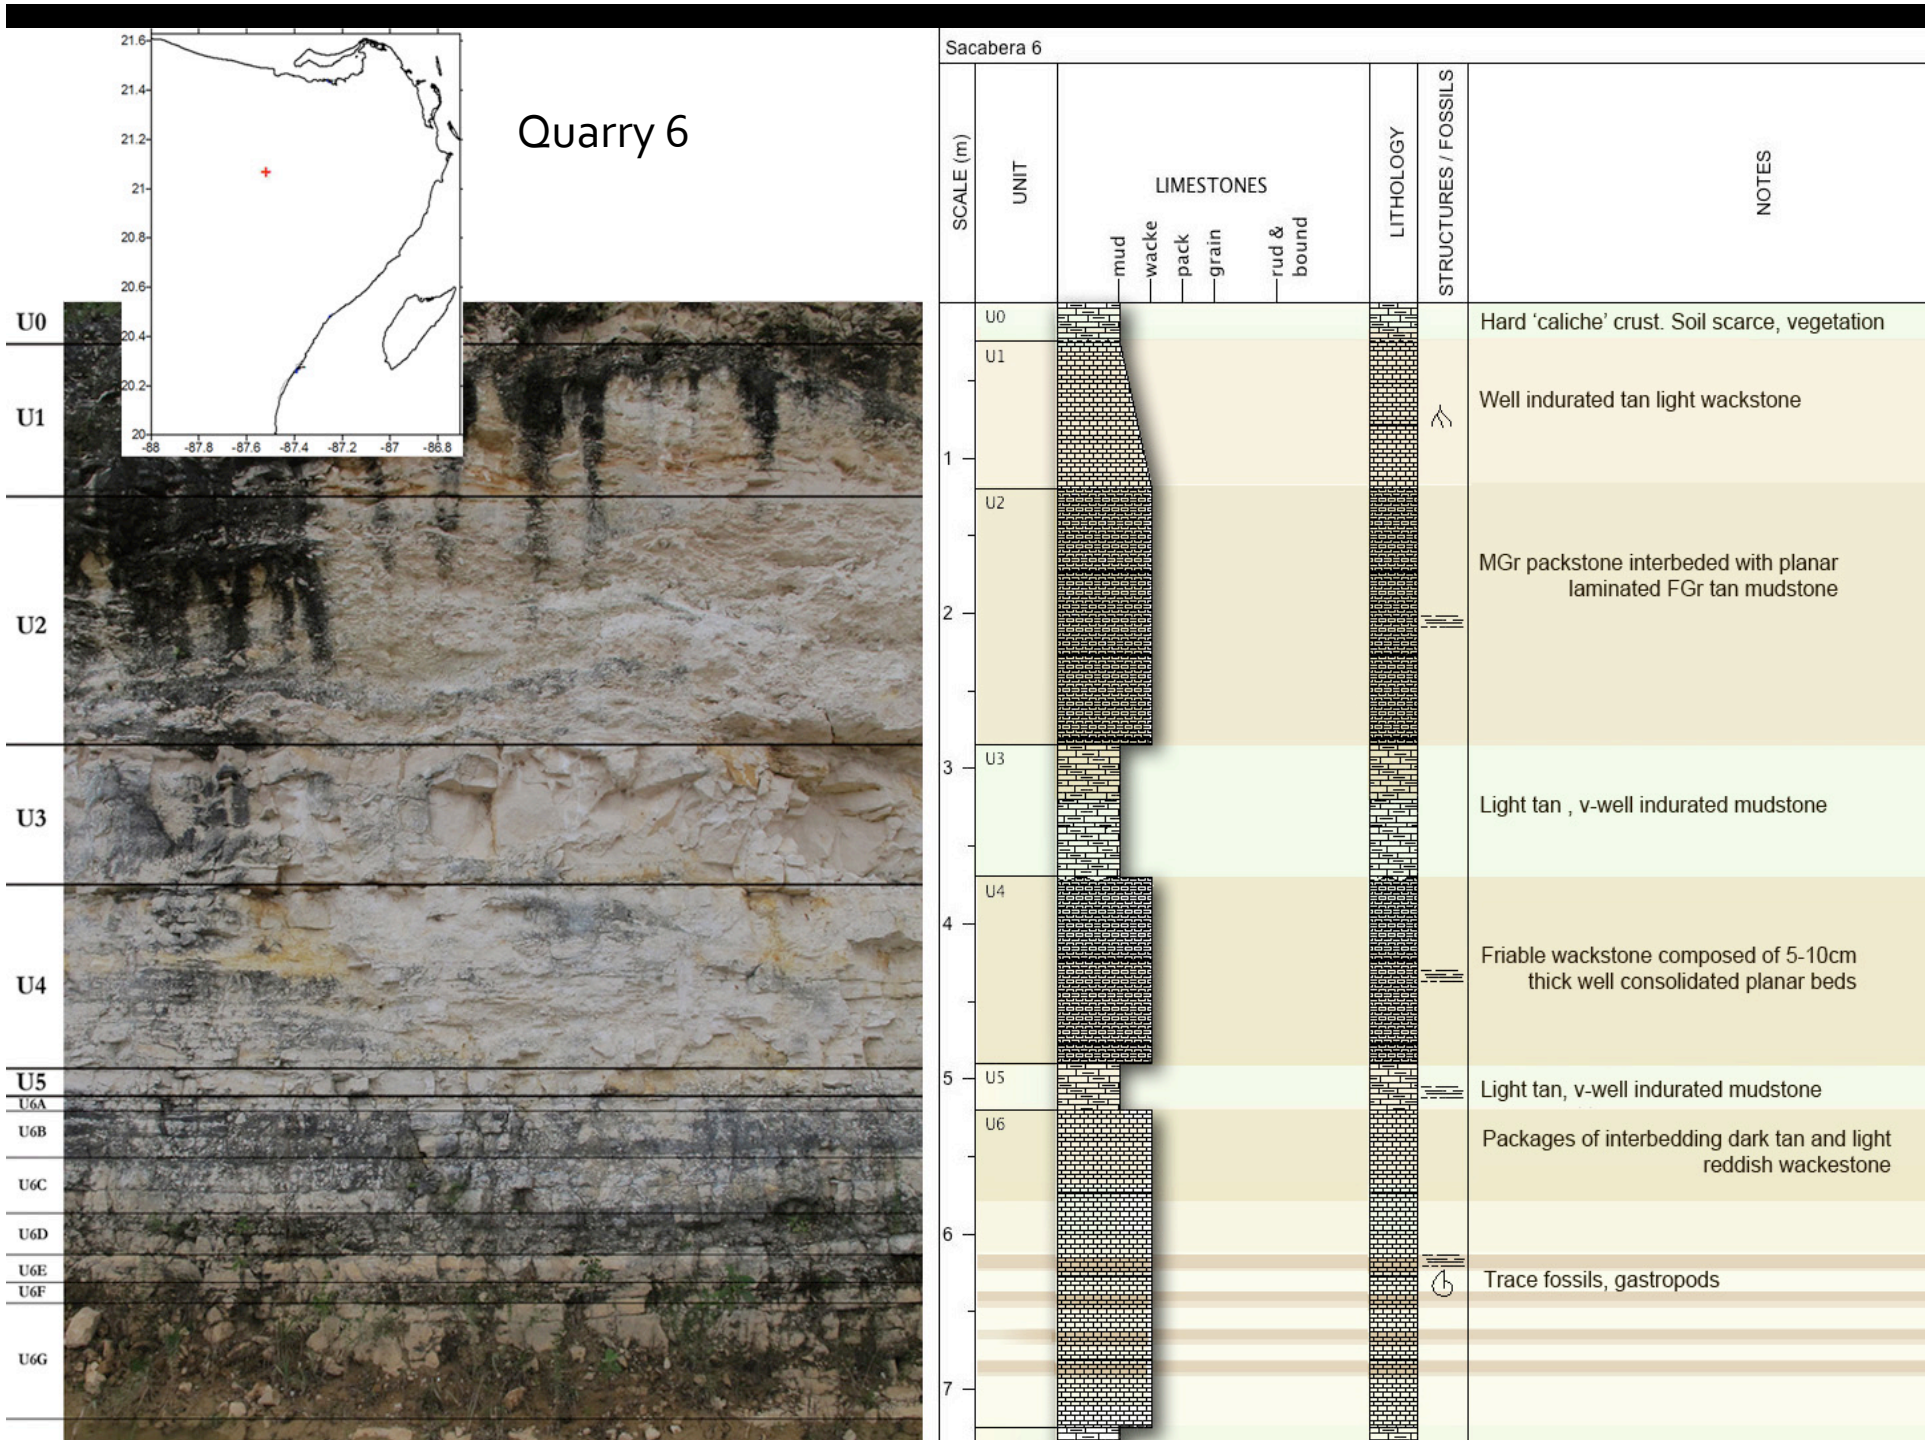 Quarry 6
21.6
21.4
21.2
21
20.8
20.6
20.4
20.2
20
-88 -87.8 -87.6 -87.4 -87.2 -87 -86.8
U0
U1
U2
U3
U4
U5
U6A
U6B
U6C
U6D
U6E
U6F
U6G
Sacabera 6
SCALE (m)
UNIT
LIMESTONES
mud
wacke
pack
grain
rud &
bound
LITHOLOGY
STRUCTURES / FOSSILS
NOTES
U0
Hard 'caliche' crust. Soil scarce, vegetation
U1
Well indurated tan light wackstone
1
U2
MGr packstone interbeded with planar
laminated FGr tan mudstone
2
3
U3
Light tan , v-well indurated mudstone
U4
4
Friable wackstone composed of 5-10cm
thick well consolidated planar beds
5
U5
Light tan, v-well indurated mudstone
U6
Packages of interbedding dark tan and light
reddish wackestone
6
Trace fossils, gastropods
7